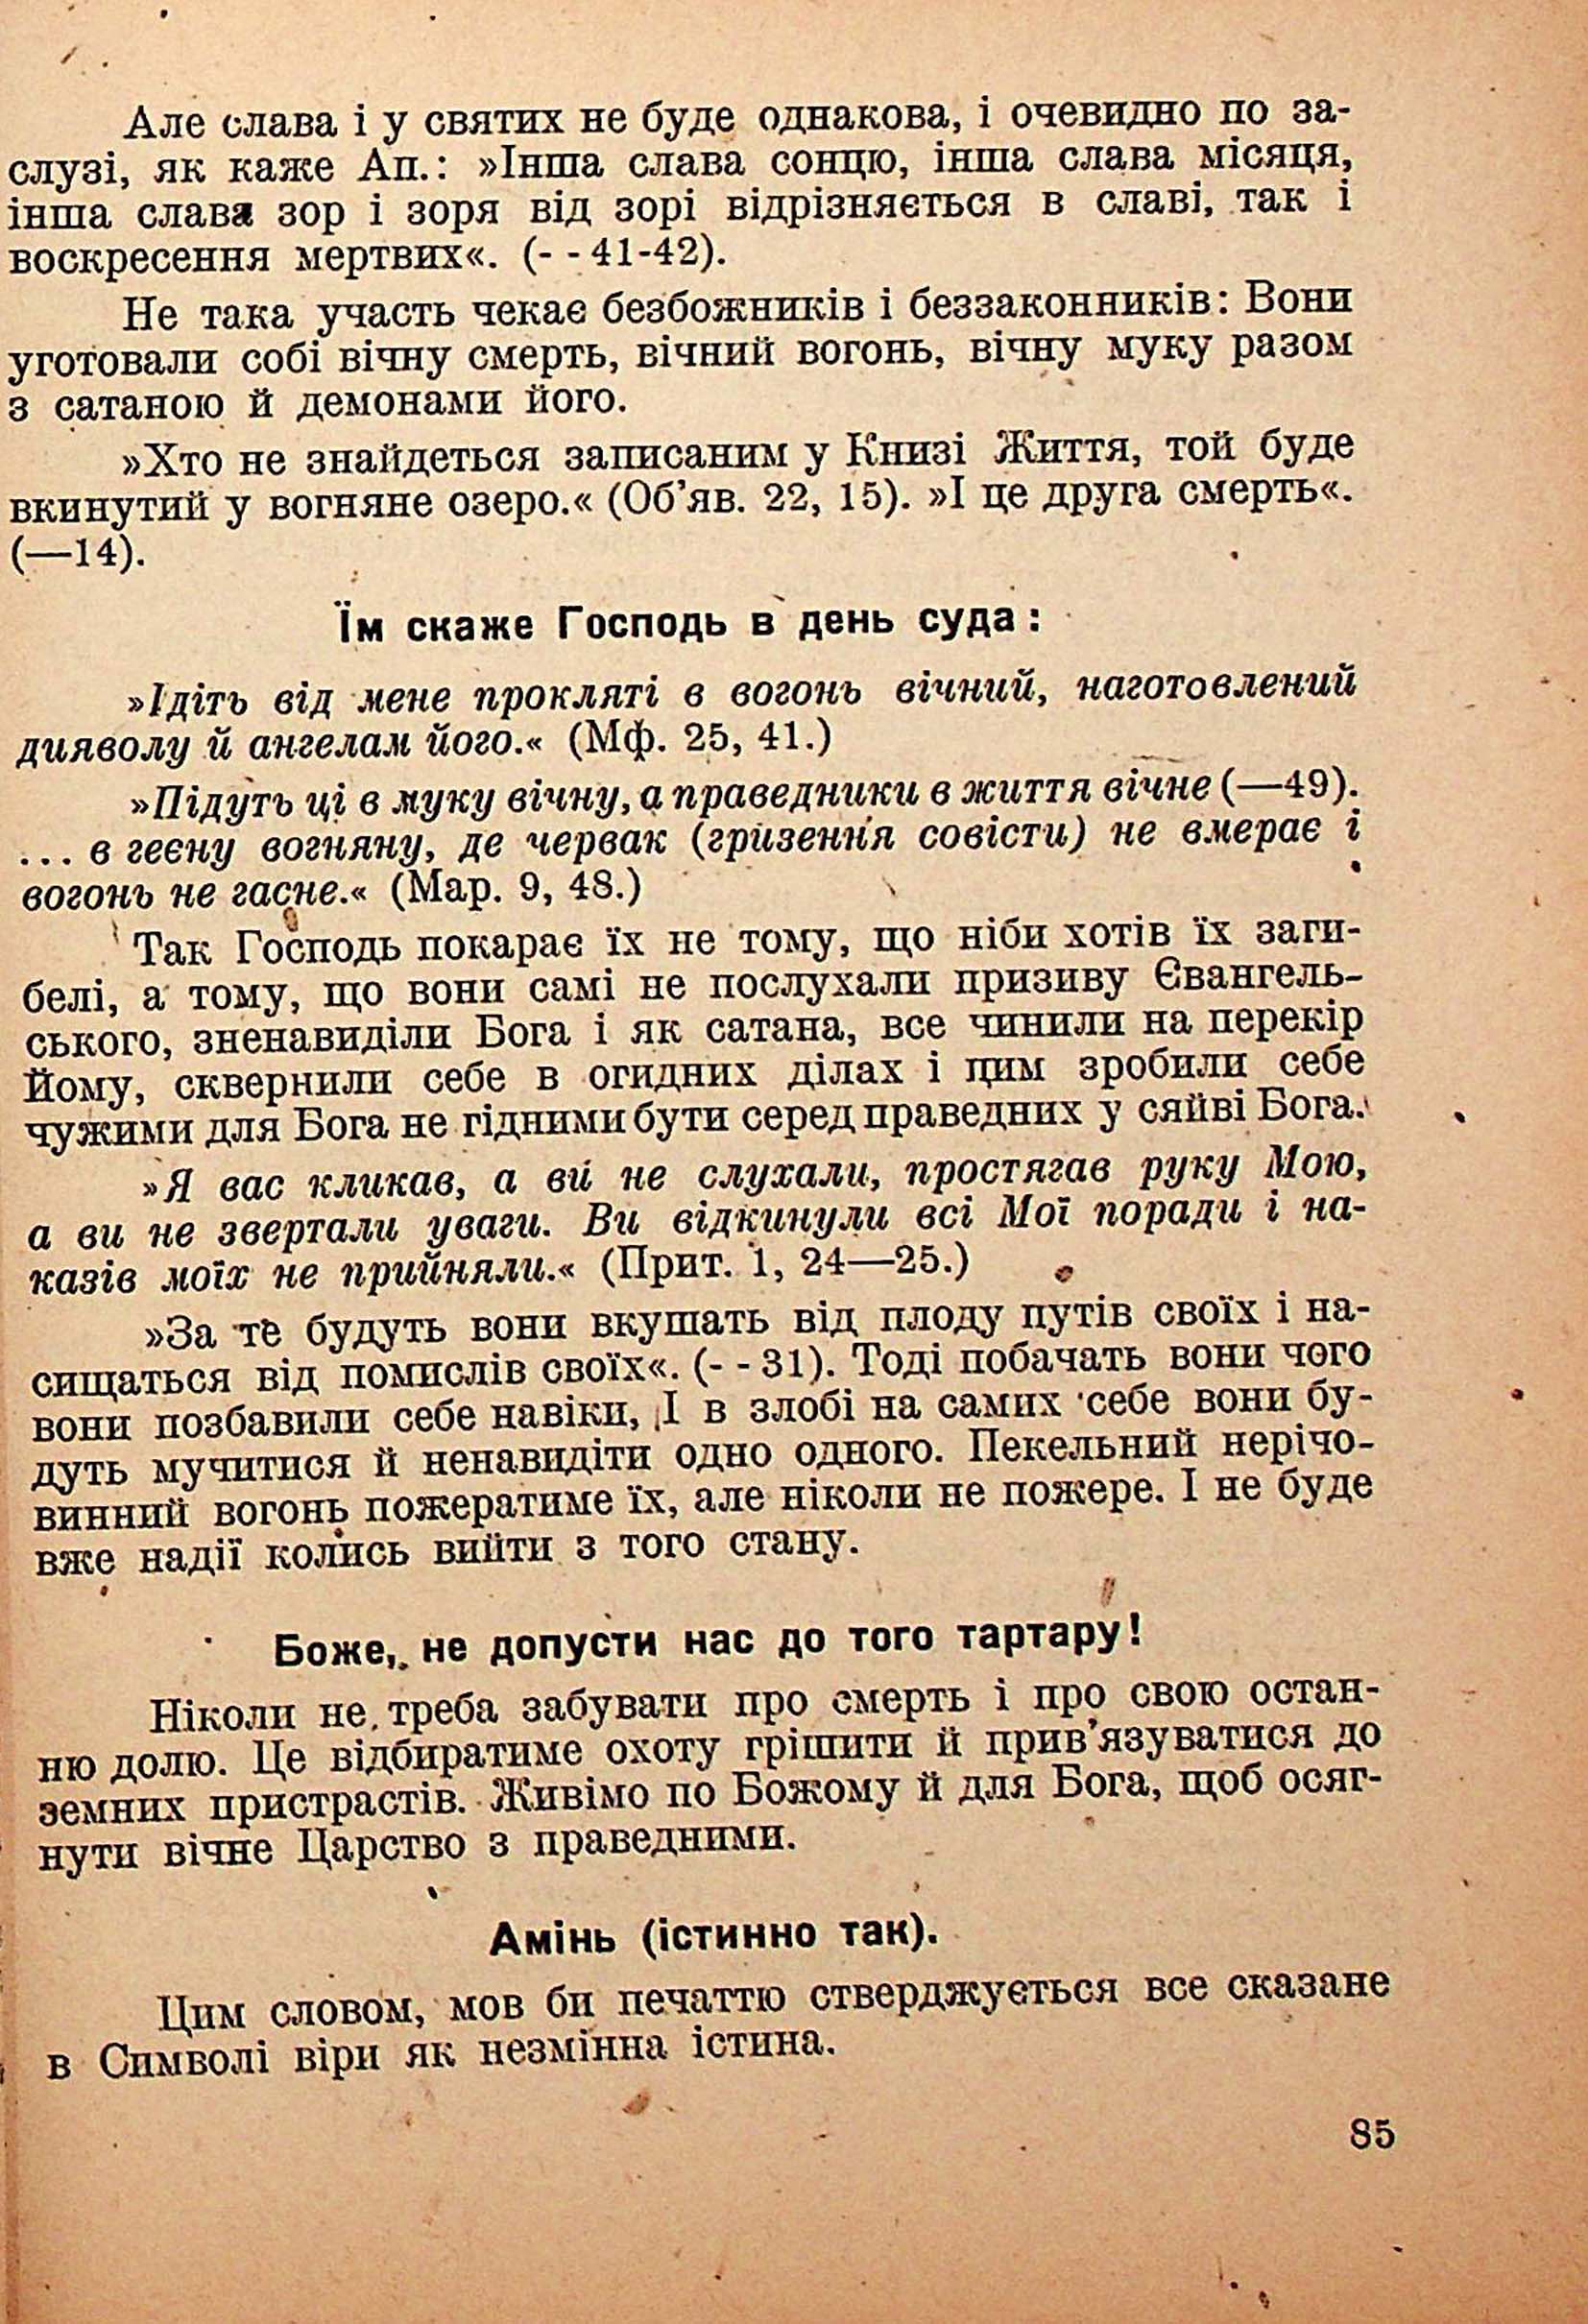 Але слава і у святих не буде однакова, і очевидно по за-
слузі, як каже Ап.: »Інша слава сонцю, інша слава місяця,
інша слава зор і зоря від зорі відрізняється в славі, так і
воскресення мертвих«. (- - 41-42).
Не така участь чекає безбожників і беззаконників: Вони
уготовали собі вічну смерть, вічний вогонь, вічну муку разом
з сатаною й демонами його.
»Хто не знайдеться записаним у Книзі Життя, той буде
вкинутий у вогняне озеро.« (Об’яв. 22, 15). »І це друга смерть«.
(—14).
Їм скаже Господь в день суда:
»Ідіть від мене прокляті в вогонь вічний, наготовлений
дияволу й ангелам його.« (Мф. 25, 41.)
»Підуть ці в муку вічну, а праведники в життя вічне (—49).
... в геєну вогняну, де червак (гризення совісти) не вмерає і
вогонь не гасне.« (Мар. 9, 48.)
Так Господь покарає їх не тому, що ніби хотів їх заги-
белі, а тому, що вони самі не послухали призиву Євангель-
ського, зненавиділи Бога і як сатана, все чинили на перекір
Йому, сквернили себе в огидних ділах і цим зробили себе
чужими для Бога не гідними бути серед праведних у сяйві Бога.
»Я вас кликав, а ви не слухали, простягав руку Мою,
а ви не звертали уваги. Ви відкинули всі Мої поради і на-
казів моїх не прийняли.« (Прит. 1, 24—25.)
»За те будуть вони вкушать від плоду путів своїх і на-
сищаться від помислів своїх«. (- - 31). Тоді побачать вони чого
вони позбавили себе навіки, І в злобі на самих себе вони бу-
дуть мучитися й ненавидіти одно одного. Пекельний нерічо-
винний вогонь пожератиме їх, але ніколи не пожере. І не буде
вже надії колись вийти з того стану.
Боже, не допусти нас до того тартару!
Ніколи не треба забувати про смерть і про свою остан-
ню долю. Це відбиратиме охоту грішити й прив’язуватися до
земних пристрастів. Живімо по Божому й для Бога, щоб осяг-
нути вічне Царство з праведними.
Амінь (істинно так).
Цим словом, мов би печаттю стверджується все сказане
в Символі віри як незмінна істина.
85